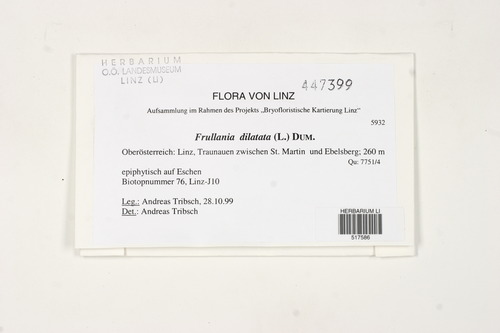 HERBARIUM
O.Ö. LANDESMUSEUM
LINZ (LI)
447399
FLORA VON LINZ
Aufsammlung im Rahmen des Projekts „Bryofloristische Kartierung Linz“
5932
Frullania dilatata (L.) DUM.
Oberösterreich: Linz, Traunauen zwischen St. Martin und Ebelsberg; 260 m
Qu: 7751/4
epiphytisch auf Eschen
Biotopnummer 76, Linz-J10
Leg.: Andreas Tribsch, 28.10.99
Det.: Andreas Tribsch
HERBARIUM LI
517586